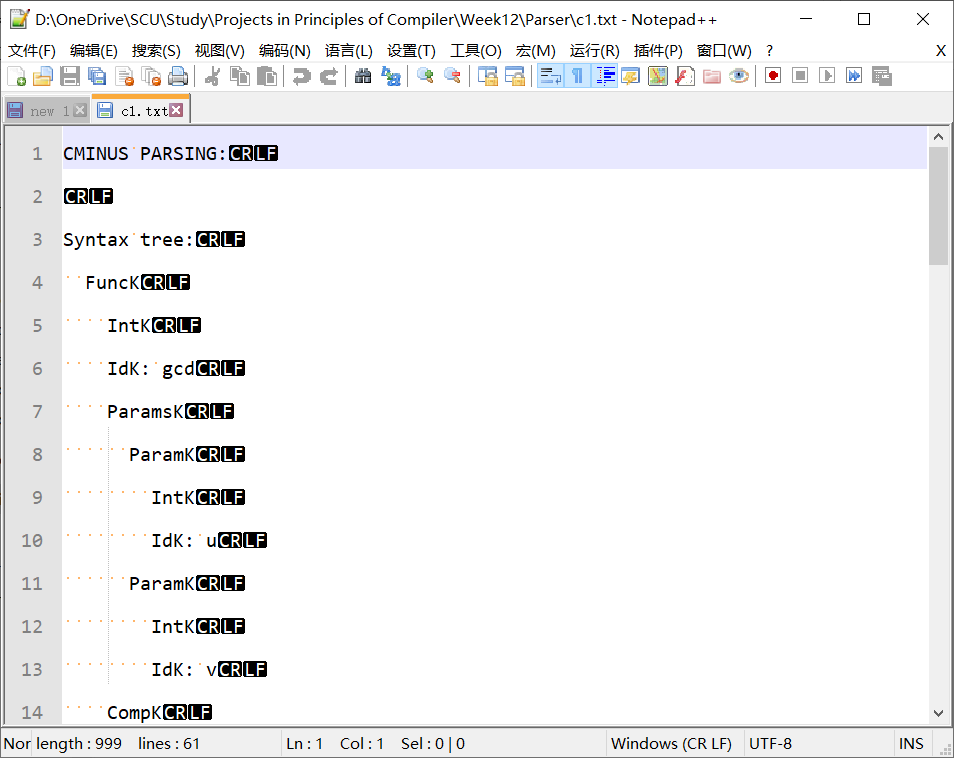 D:\OneDrive\SCU\Study\Projects in Principles of Compiler\Week12\Parser\c1.txt - Notepad++
文件(F) 编辑(E) 搜索(S) 视图(V) 编码(N) 语言(L) 设置(T) 工具(O) 宏(M) 运行(R) 插件(P) 窗口(W) ? X
new 1 c1.txt
1 CMINUS PARSING:CRLF
2 CRLF
3 Syntax tree:CRLF
4 FuncKCRLF
5 IntKCRLF
6 IdK: gcdCRLF
7 ParamsKCRLF
8 ParamKCRLF
9 IntKCRLF
10 IdK: uCRLF
11 ParamKCRLF
12 IntKCRLF
13 IdK: vCRLF
14 CompKCRLF
Nor length : 999 lines : 61 Ln : 1 Col : 1 Sel : 0 | 0 Windows (CR LF) UTF-8 INS